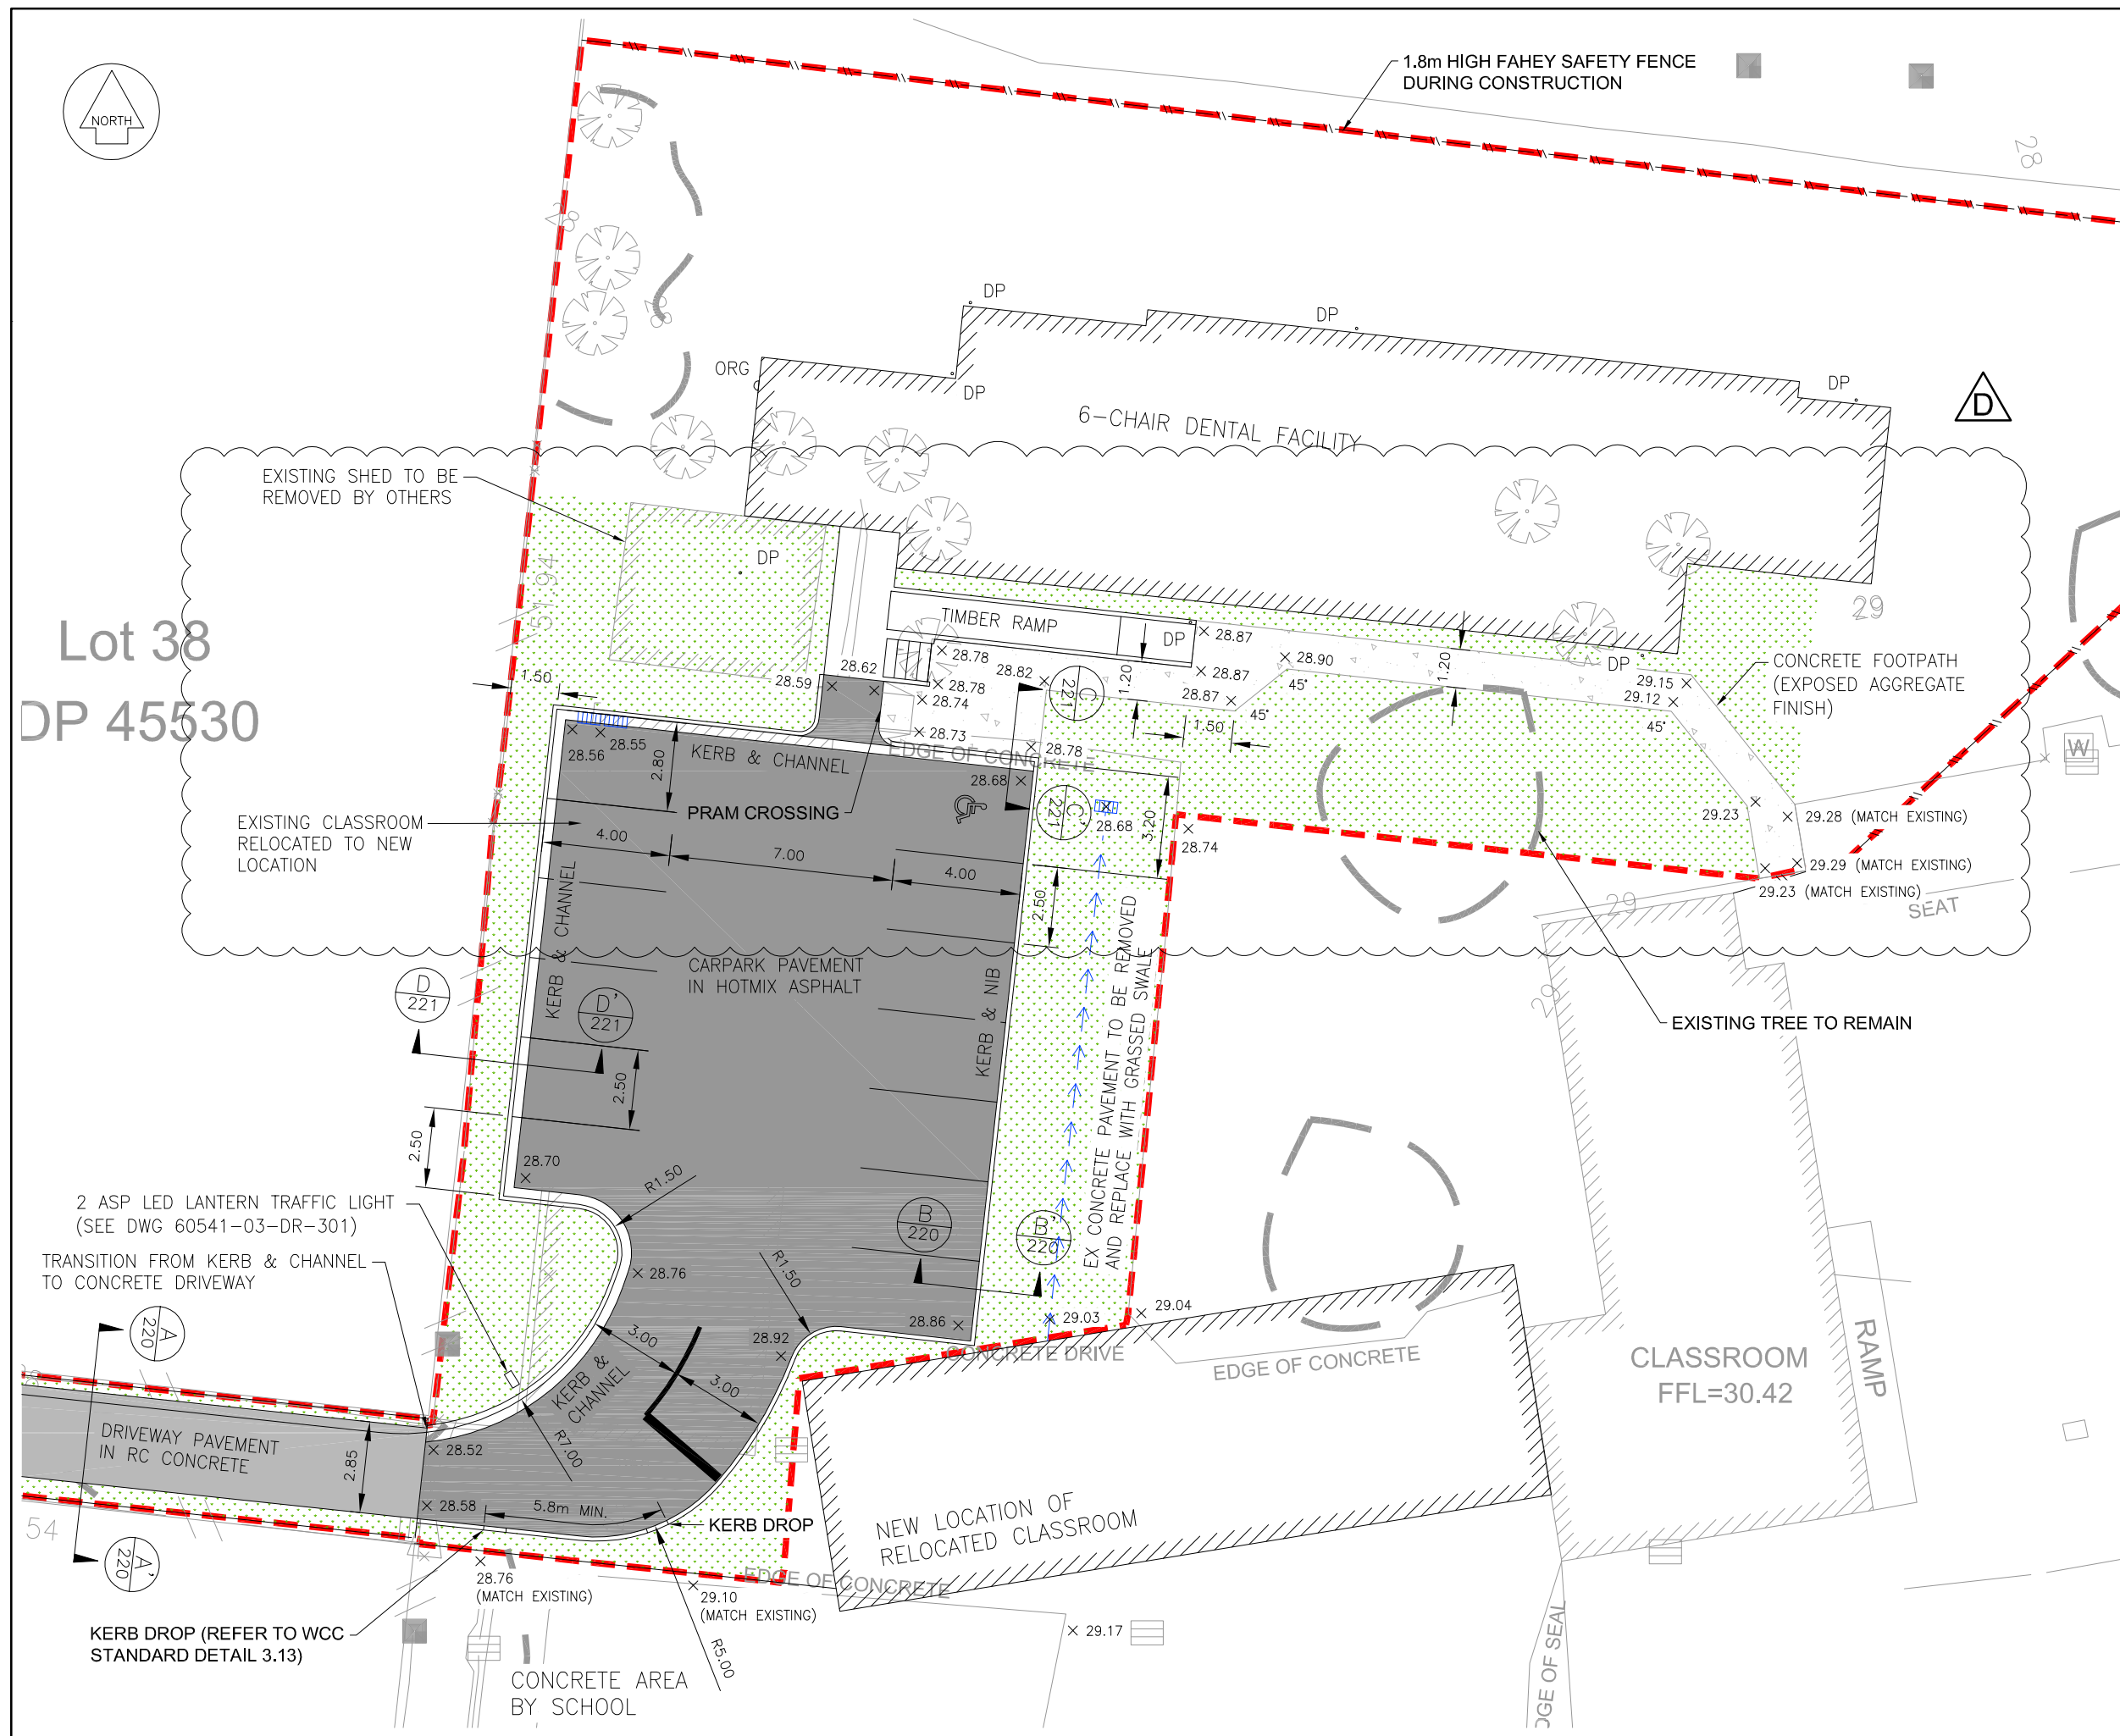 NORTH
1.8m HIGH FAHEY SAFETY FENCE
DURING CONSTRUCTION
28
28
28
DP
DP
ORG
DP
DP
6-CHAIR DENTAL FACILITY
D
EXISTING SHED TO BE
REMOVED BY OTHERS
DP
51.94
Lot 38
DP 45530
29
TIMBER RAMP
DP
28.87
28.78
28.62
28.59
28.82
28.87
28.90
28.78
28.74
28.87
45°
45°
1.20
1.20
C
221
DP
29.15
29.12
45°
CONCRETE FOOTPATH
(EXPOSED AGGREGATE
FINISH)
1.50
1.50
28.73
28.78
28.56
28.55
2.80
KERB & CHANNEL
EDGE OF CONCRETE
28.68
W
PRAM CROSSING
C'
221
28.68
3.20
28.74
29.23
29.28 (MATCH EXISTING)
EXISTING CLASSROOM
RELOCATED TO NEW
LOCATION
4.00
7.00
4.00
2.50
29.29 (MATCH EXISTING)
29.23 (MATCH EXISTING)
29
SEAT
KERB & CHANNEL
CARPARK PAVEMENT
IN HOTMIX ASPHALT
KERB & NIB
EX CONCRETE PAVEMENT TO BE REMOVED
AND REPLACE WITH GRASSED SWALE
D
221
D'
221
29
EXISTING TREE TO REMAIN
2.50
2.50
28.70
R1.50
2 ASP LED LANTERN TRAFFIC LIGHT
(SEE DWG 60541-03-DR-301)
B
220
B'
220
TRANSITION FROM KERB & CHANNEL
TO CONCRETE DRIVEWAY
28.76
R1.50
A
220
28.86
28.92
29.03
29.04
CONCRETE DRIVE
EDGE OF CONCRETE
3.00
3.00
KERB &
CHANNEL
CLASSROOM
FFL=30.42
RAMP
DRIVEWAY PAVEMENT
IN RC CONCRETE
2.85
28.52
R7.00
28.58
5.8m MIN.
KERB DROP
54
A'
220
NEW LOCATION OF
RELOCATED CLASSROOM
28.76
(MATCH EXISTING)
EDGE OF CONCRETE
29.10
(MATCH EXISTING)
29.17
R5.00
KERB DROP (REFER TO WCC
STANDARD DETAIL 3.13)
CONCRETE AREA
BY SCHOOL
DGE OF SEAL